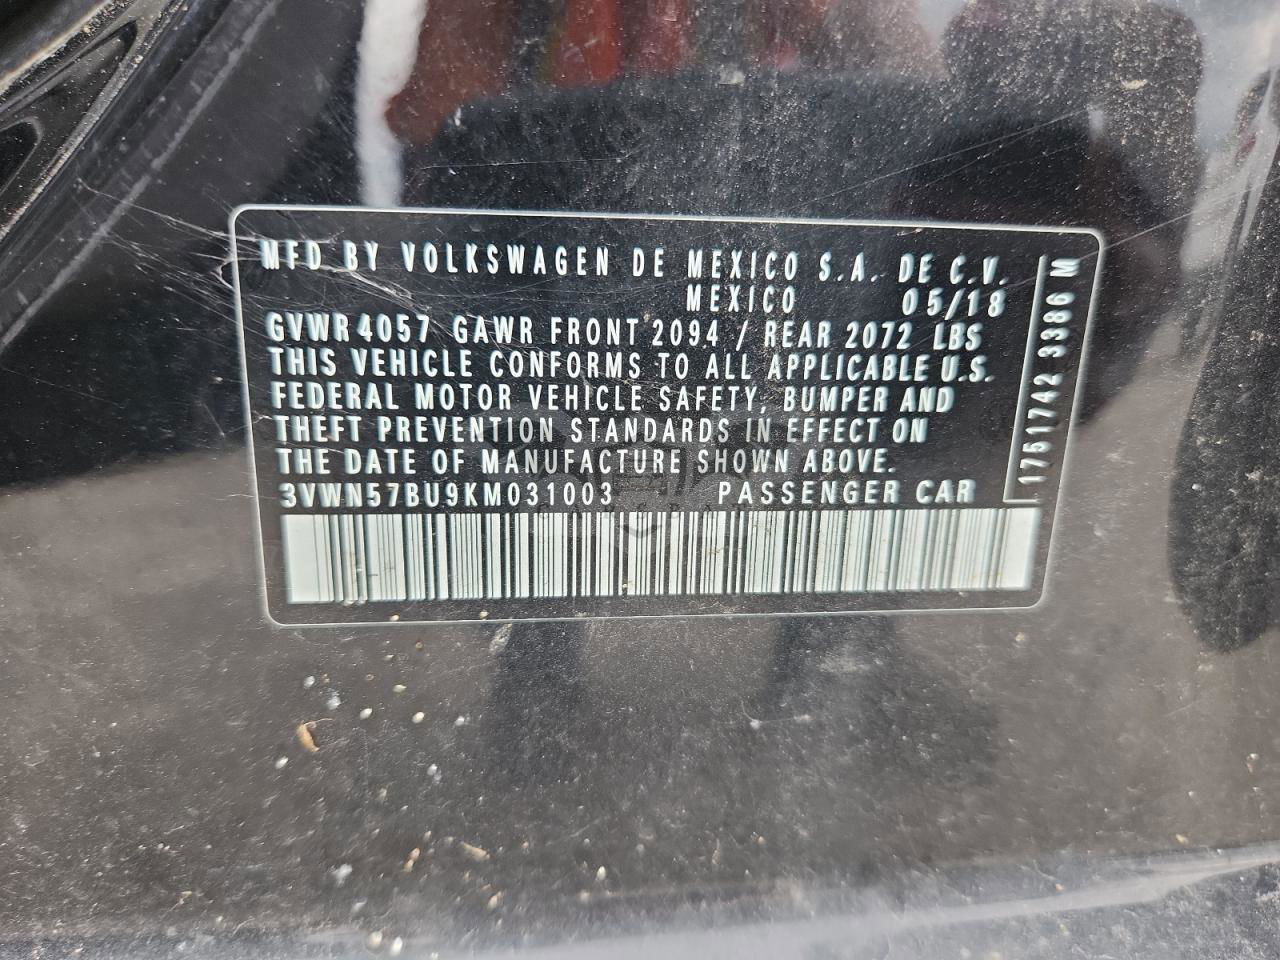 MFD BY VOLKSWAGEN DE MEXICO S.A. DE C.V.
MEXICO 05/18
GVWR 4057 GAWR FRONT 2094 / REAR 2072 LBS
THIS VEHICLE CONFORMS TO ALL APPLICABLE U.S.
FEDERAL MOTOR VEHICLE SAFETY, BUMPER AND
THEFT PREVENTION STANDARDS IN EFFECT ON
THE DATE OF MANUFACTURE SHOWN ABOVE.
3VWN57BU9KM031003 PASSENGER CAR
1751742 3386 M